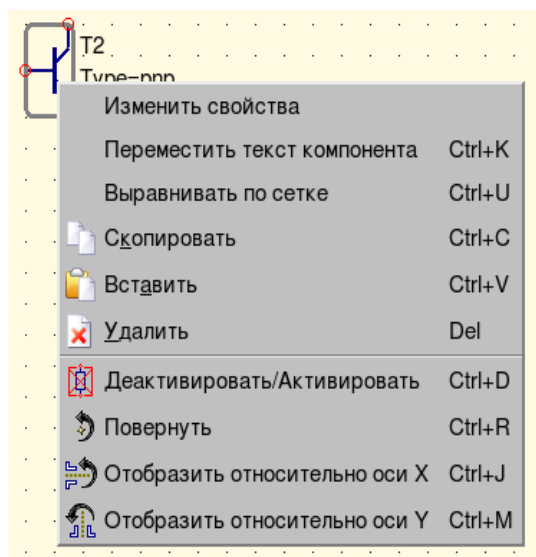 T2
Type=pnp
Изменить свойства
Переместить текст компонента Ctrl+K
Выравнивать по сетке Ctrl+U
Скопировать Ctrl+C
Вставить Ctrl+V
Удалить Del
Деактивировать/Активировать Ctrl+D
Повернуть Ctrl+R
Отобразить относительно оси X Ctrl+J
Отобразить относительно оси Y Ctrl+M